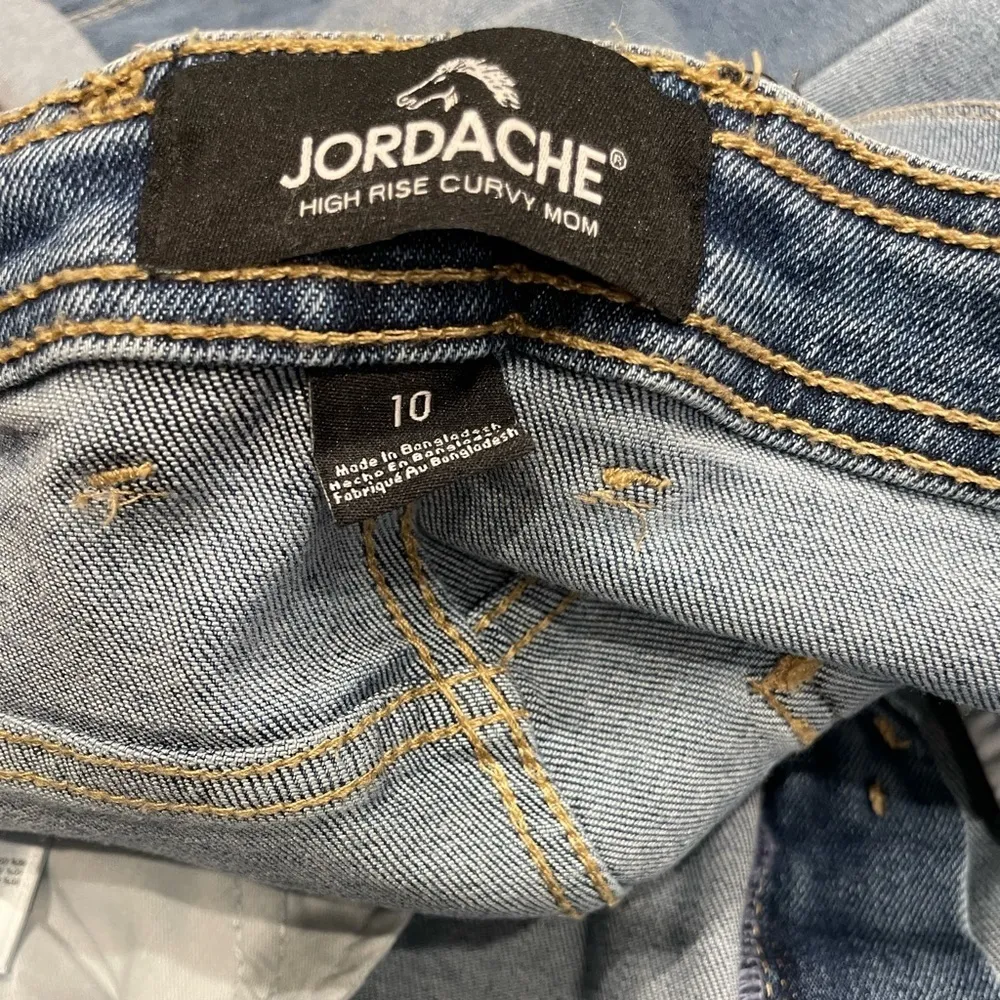 JORDACHE®
HIGH RISE CURVY MOM
10
Made In Bangladesh
Hecho En Bangladesh
Fabriqué Au Bangladesh